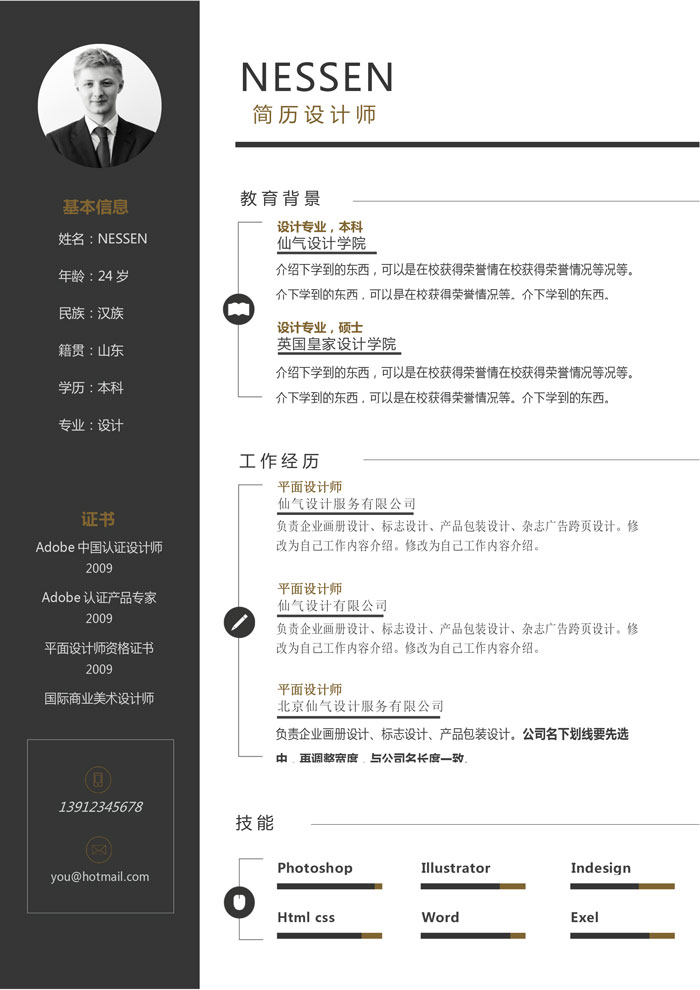 NESSEN
简历设计师
基本信息
姓名：NESSEN
年龄：24 岁
民族：汉族
籍贯：山东
学历：本科
专业：设计
证书
Adobe 中国认证设计师
2009
Adobe 认证产品专家
2009
平面设计师资格证书
2009
国际商业美术设计师
13912345678
you@hotmail.com
教育背景
设计专业，本科
仙气设计学院
介绍下学到的东西，可以是在校获得荣誉情在校获得荣誉情况等况等。
介下学到的东西，可以是在校获得荣誉情况等。介下学到的东西。
设计专业，硕士
英国皇家设计学院
介绍下学到的东西，可以是在校获得荣誉情在校获得荣誉情况等况等。
介下学到的东西，可以是在校获得荣誉情况等。介下学到的东西。
工作经历
平面设计师
仙气设计服务有限公司
负责企业画册设计、标志设计、产品包装设计、杂志广告跨页设计。修
改为自己工作内容介绍。修改为自己工作内容介绍。
平面设计师
仙气设计有限公司
负责企业画册设计、标志设计、产品包装设计、杂志广告跨页设计。修
改为自己工作内容介绍。修改为自己工作内容介绍。
平面设计师
北京仙气设计服务有限公司
负责企业画册设计、标志设计、产品包装设计。公司名下划线要先选
中，再调整宽度，与公司名长度一致.
技能
Photoshop
Illustrator
Indesign
Html css
Word
Exel